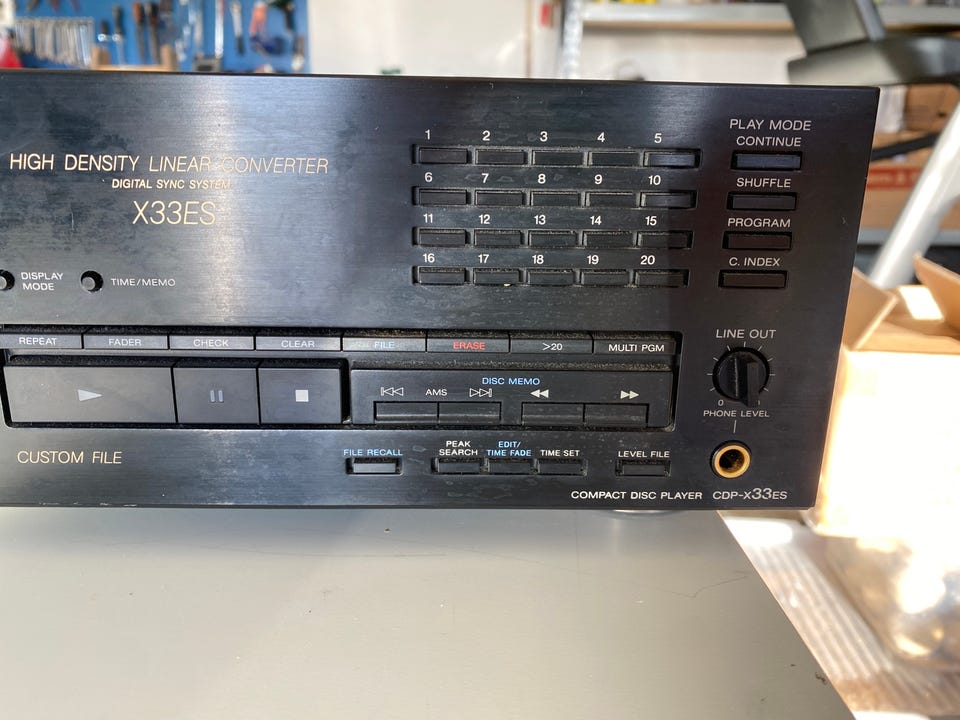 HIGH DENSITY LINEAR CONVERTER
DIGITAL SYNC SYSTEM
X33ES
DISPLAY
MODE
TIME/MEMO
1 2 3 4 5
6 7 8 9 10
11 12 13 14 15
16 17 18 19 20
PLAY MODE
CONTINUE
SHUFFLE
PROGRAM
C. INDEX
REPEAT FADER CHECK CLEAR FILE ERASE >20 MULTI PGM
DISC MEMO
AMS
LINE OUT
0
PHONE LEVEL
CUSTOM FILE
FILE RECALL
PEAK
SEARCH
EDIT/
TIME FADE
TIME SET
LEVEL FILE
COMPACT DISC PLAYER CDP-X33ES